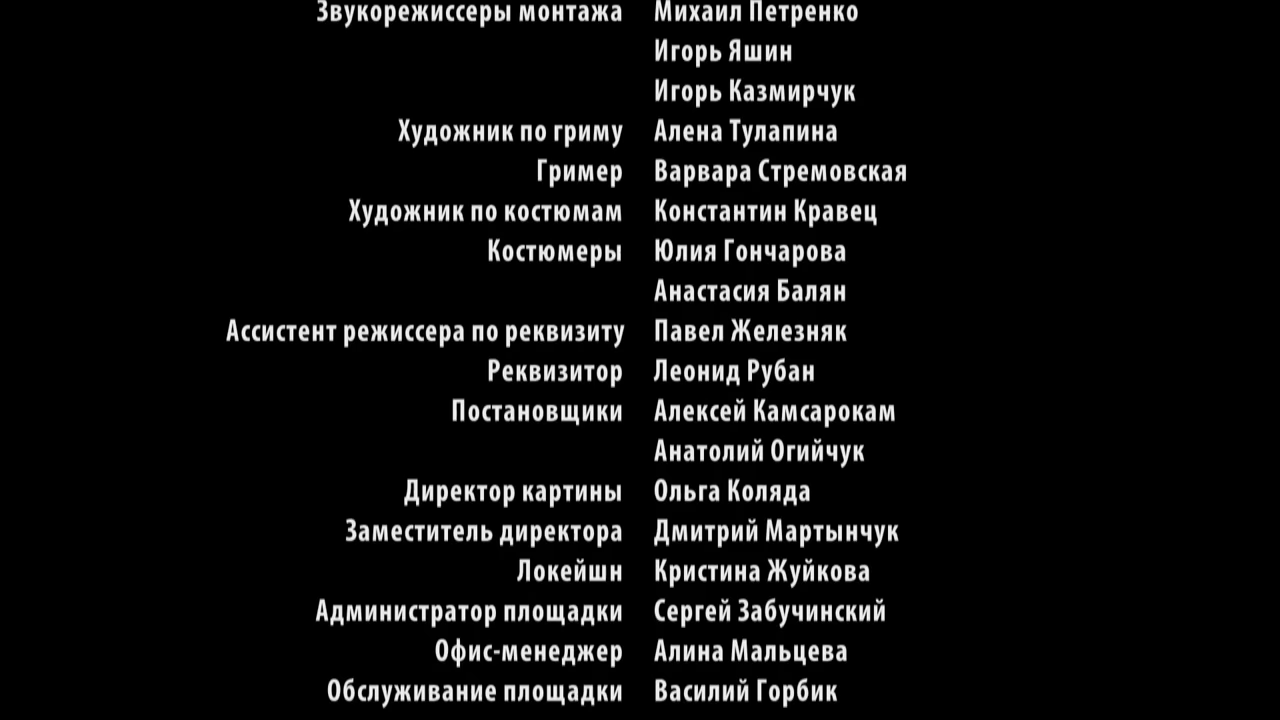 Звукорежиссеры монтажа Михаил Петренко
Игорь Яшин
Игорь Казмирчук
Художник по гриму Алена Тулапина
Гример Варвара Стремовская
Художник по костюмам Константин Кравец
Костюмеры Юлия Гончарова
Анастасия Балян
Ассистент режиссера по реквизиту Павел Железняк
Реквизитор Леонид Рубан
Постановщики Алексей Камсарокам
Анатолий Огийчук
Директор картины Ольга Коляда
Заместитель директора Дмитрий Мартынчук
Локейшн Кристина Жуйкова
Администратор площадки Сергей Забучинский
Офис-менеджер Алина Мальцева
Обслуживание площадки Василий Горбик